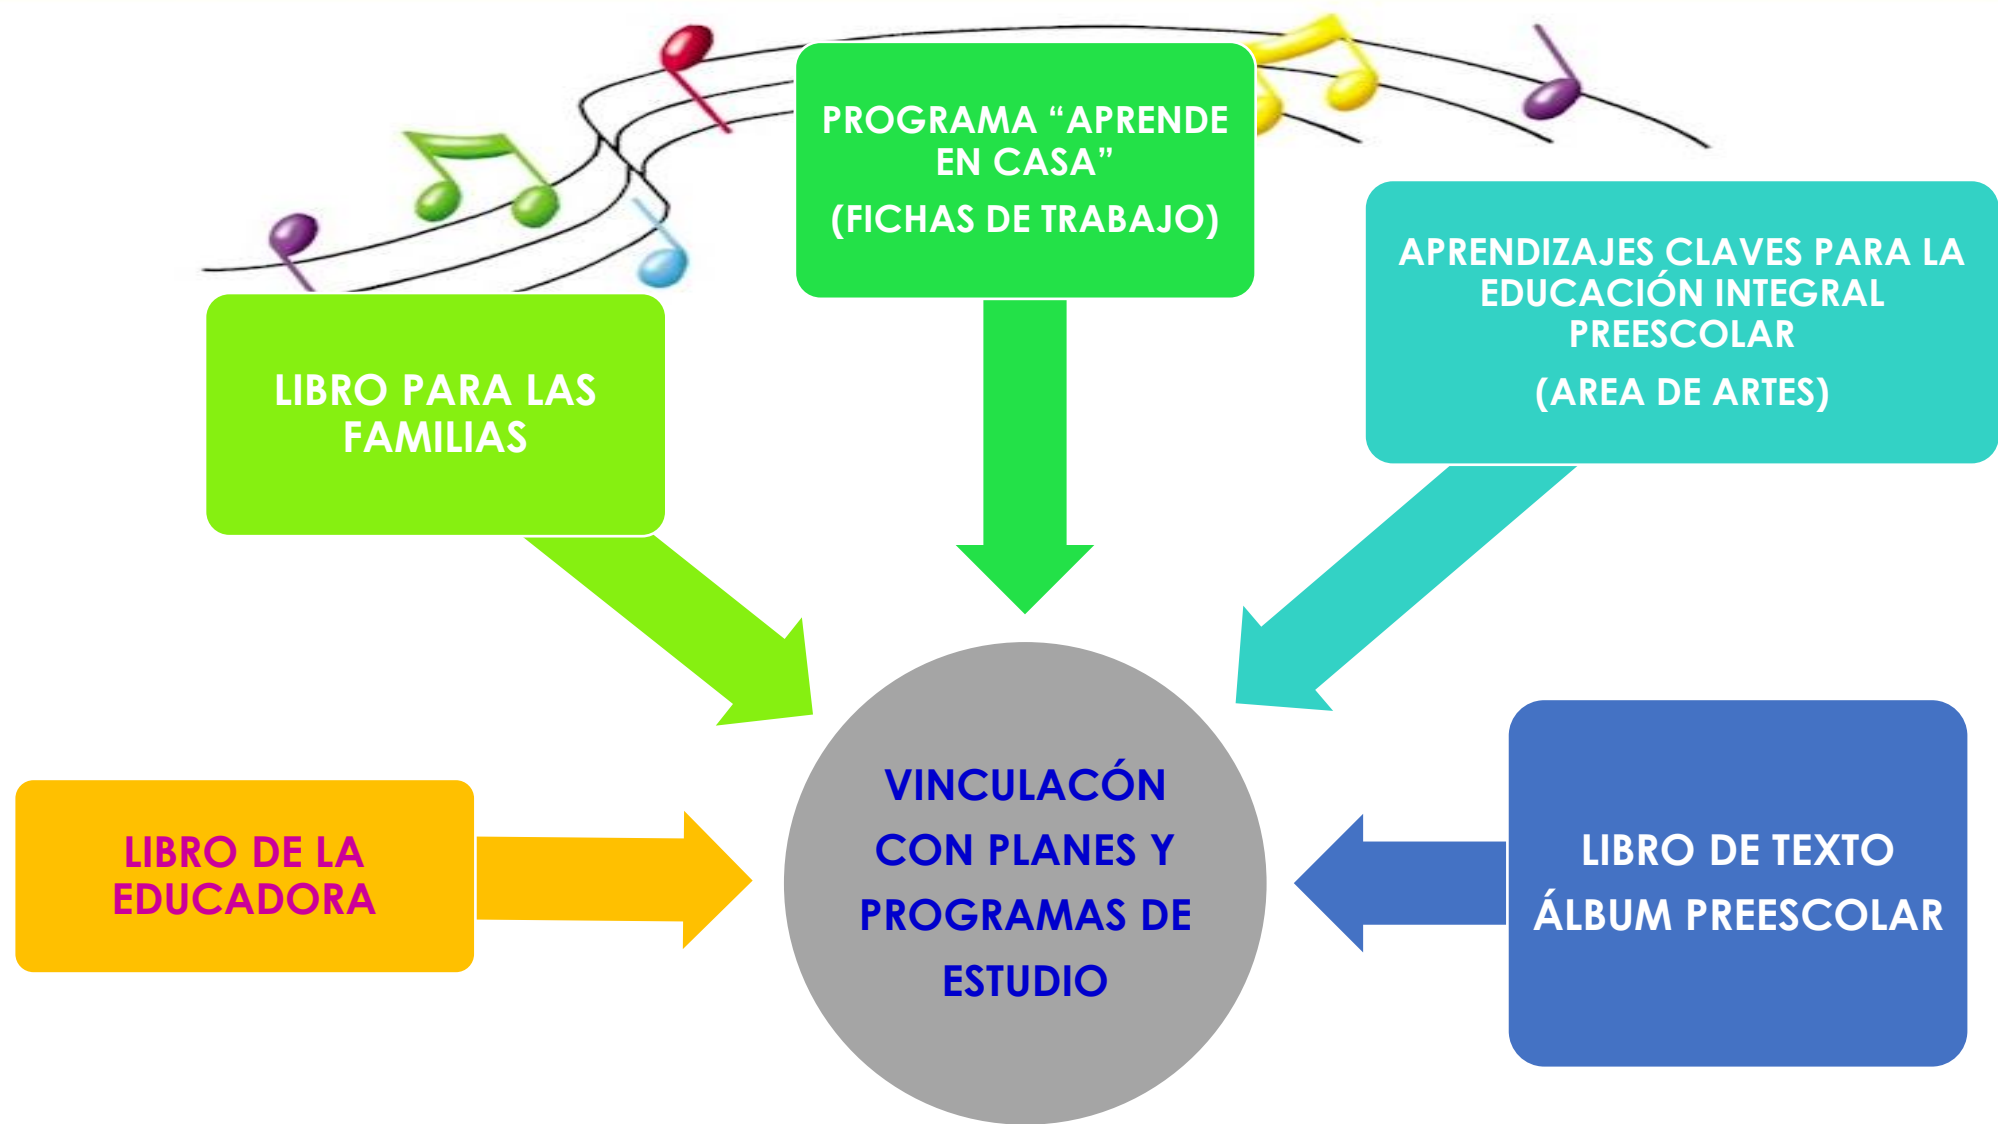 PROGRAMA “APRENDE
EN CASA”
(FICHAS DE TRABAJO)
APRENDIZAJES CLAVES PARA LA
EDUCACIÓN INTEGRAL
PREESCOLAR
(AREA DE ARTES)
LIBRO PARA LAS
FAMILIAS
LIBRO DE LA
EDUCADORA
VINCULACÓN
CON PLANES Y
PROGRAMAS DE
ESTUDIO
LIBRO DE TEXTO
ÁLBUM PREESCOLAR